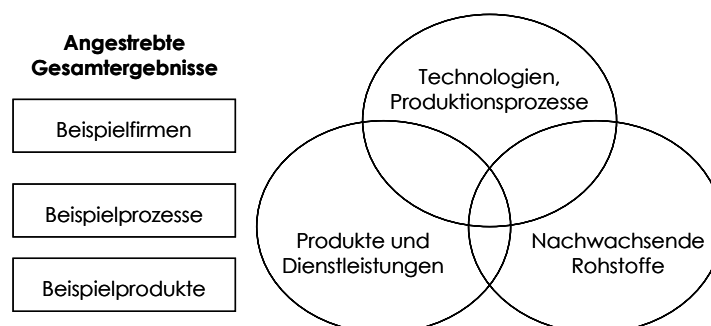 Angestrebte
Gesamtergebnisse
Beispielfirmen
Beispielprozesse
Beispielprodukte
Technologien,
Produktionsprozesse
Produkte und
Dienstleistungen
Nachwachsende
Rohstoffe